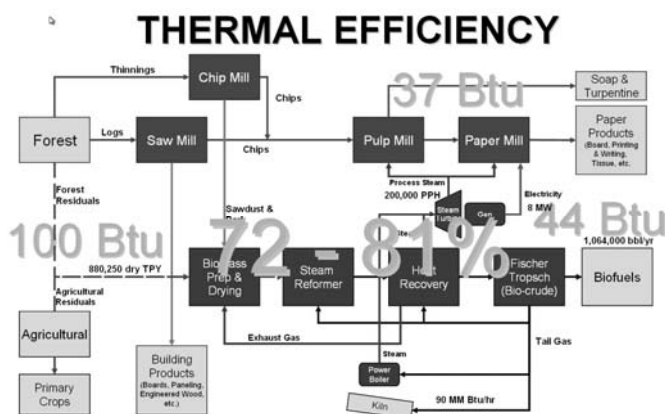 THERMAL EFFICIENCY
Thinnings
Chip Mill
Chips
37 Btu
Soap &
Turpentine
Forest
Logs
Saw Mill
Chips
Pulp Mill
Paper Mill
Paper
Products
(Board, Printing
& Writing,
Tissue, etc.
Forest
Residuals
Sawdust &
Process Steam
200,000 PPH
Steam
Gen
Electricity
8 MW
100 Btu
72 - 81%
44 Btu
1,064,000 bbl/yr
880,250 dry TPY
Biomass
Prep &
Drying
Steam
Reformer
Heat
Recovery
Fischer
Tropsch
(Bio-crude)
Biofuels
Agricultural
Residuals
Agricultural
Exhaust Gas
Steam
Tail Gas
Primary
Crops
Building
Products
(Boards, Paneling,
Engineered Wood,
etc.)
Power
Boiler
Kiln
90 MM Btu/hr